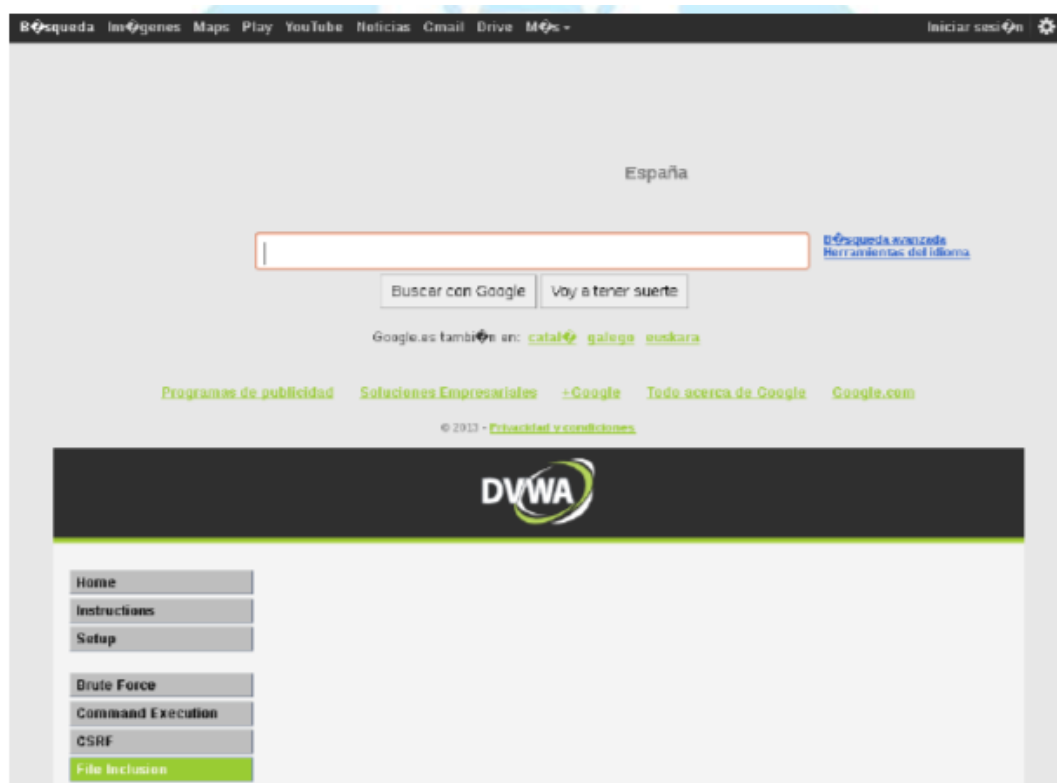 B�squeda Im�genes Maps Play YouTube Noticias Gmail Drive M�s Iniciar sesi�n
España
B�squeda avanzada
Herramientas del idioma
Buscar con Google Voy a tener suerte
Google.es tambi�n en: catal� galego euskara
Programas de publicidad Soluciones Empresariales +Google Todo acerca de Google Google.com
© 2013 - Privacidad y condiciones
DVWA
Home
Instructions
Setup
Brute Force
Command Execution
CSRF
File Inclusion